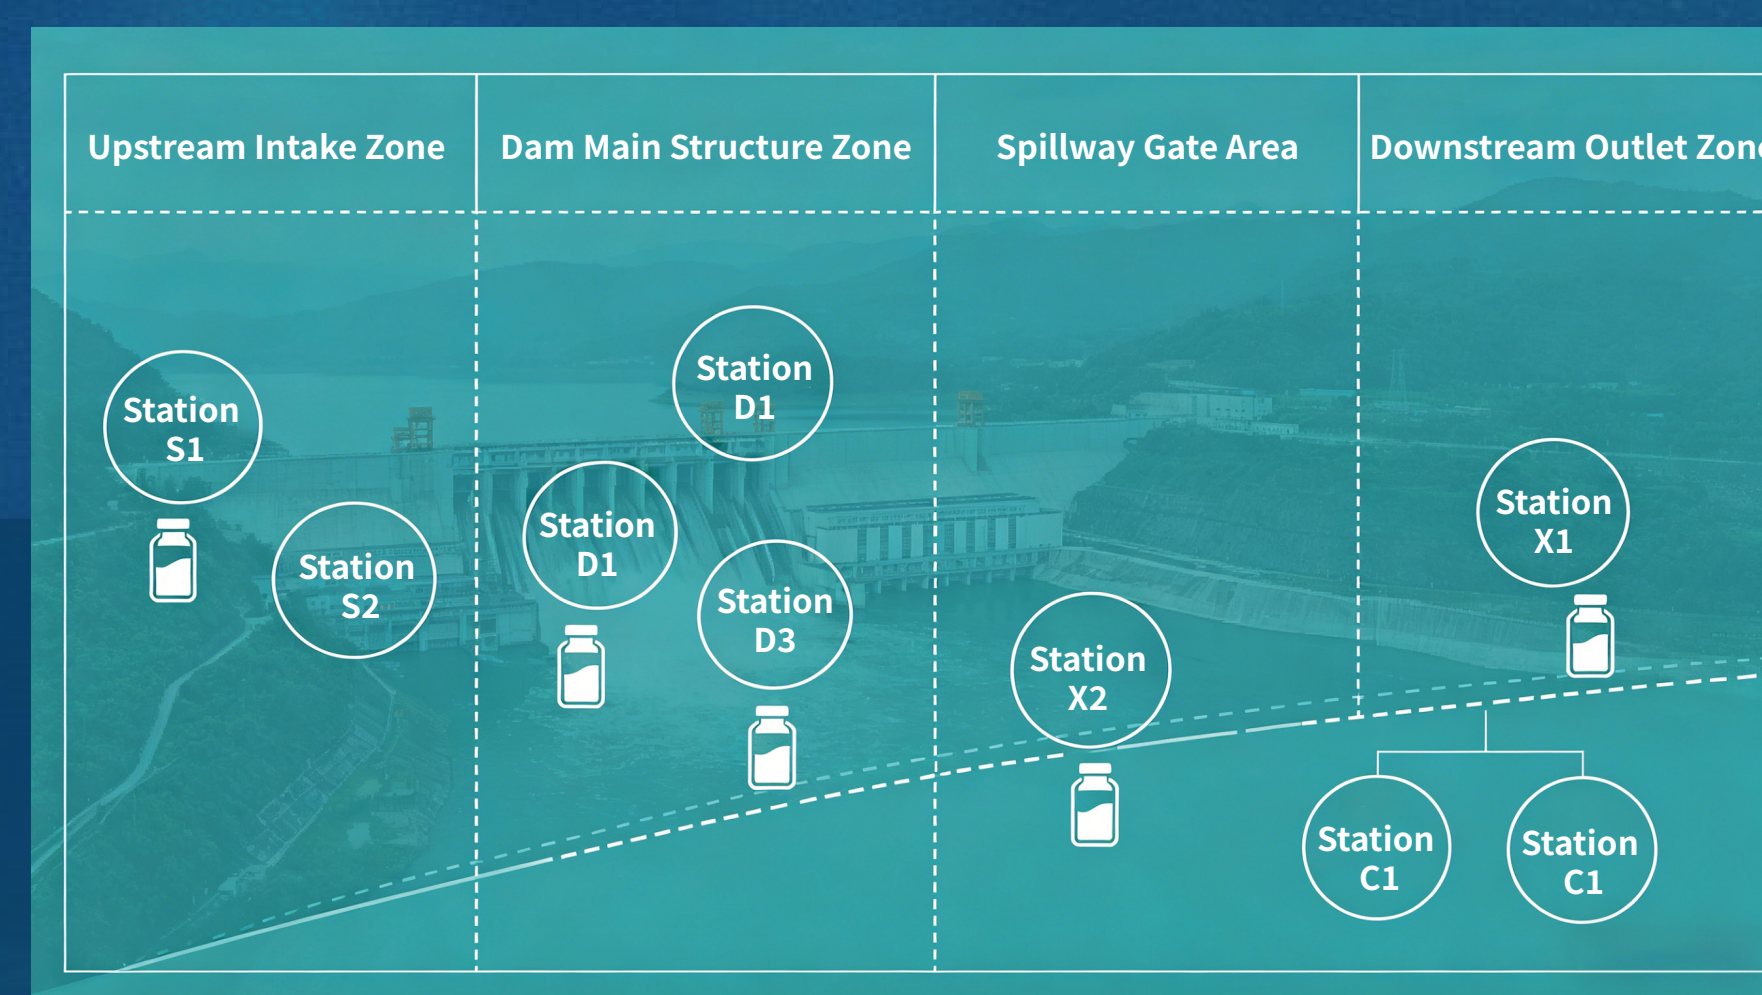 Upstream Intake Zone
Dam Main Structure Zone
Spillway Gate Area
Downstream Outlet Zone
Station
S1
Station
S2
Station
D1
Station
D1
Station
D3
Station
X2
Station
X1
Station
C1
Station
C1